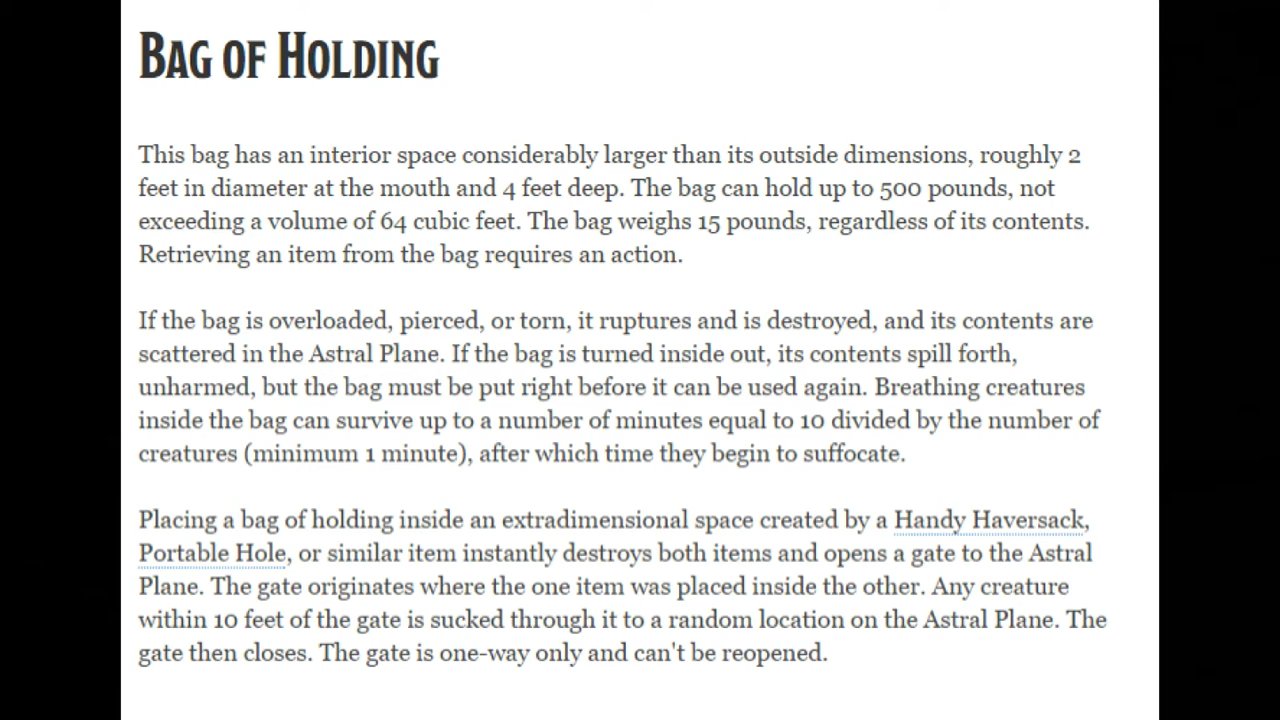 BAG OF HOLDING
This bag has an interior space considerably larger than its outside dimensions, roughly 2
feet in diameter at the mouth and 4 feet deep. The bag can hold up to 500 pounds, not
exceeding a volume of 64 cubic feet. The bag weighs 15 pounds, regardless of its contents.
Retrieving an item from the bag requires an action.
If the bag is overloaded, pierced, or torn, it ruptures and is destroyed, and its contents are
scattered in the Astral Plane. If the bag is turned inside out, its contents spill forth,
unharmed, but the bag must be put right before it can be used again. Breathing creatures
inside the bag can survive up to a number of minutes equal to 10 divided by the number of
creatures (minimum 1 minute), after which time they begin to suffocate.
Placing a bag of holding inside an extradimensional space created by a Handy Haversack,
Portable Hole, or similar item instantly destroys both items and opens a gate to the Astral
Plane. The gate originates where the one item was placed inside the other. Any creature
within 10 feet of the gate is sucked through it to a random location on the Astral Plane. The
gate then closes. The gate is one-way only and can't be reopened.